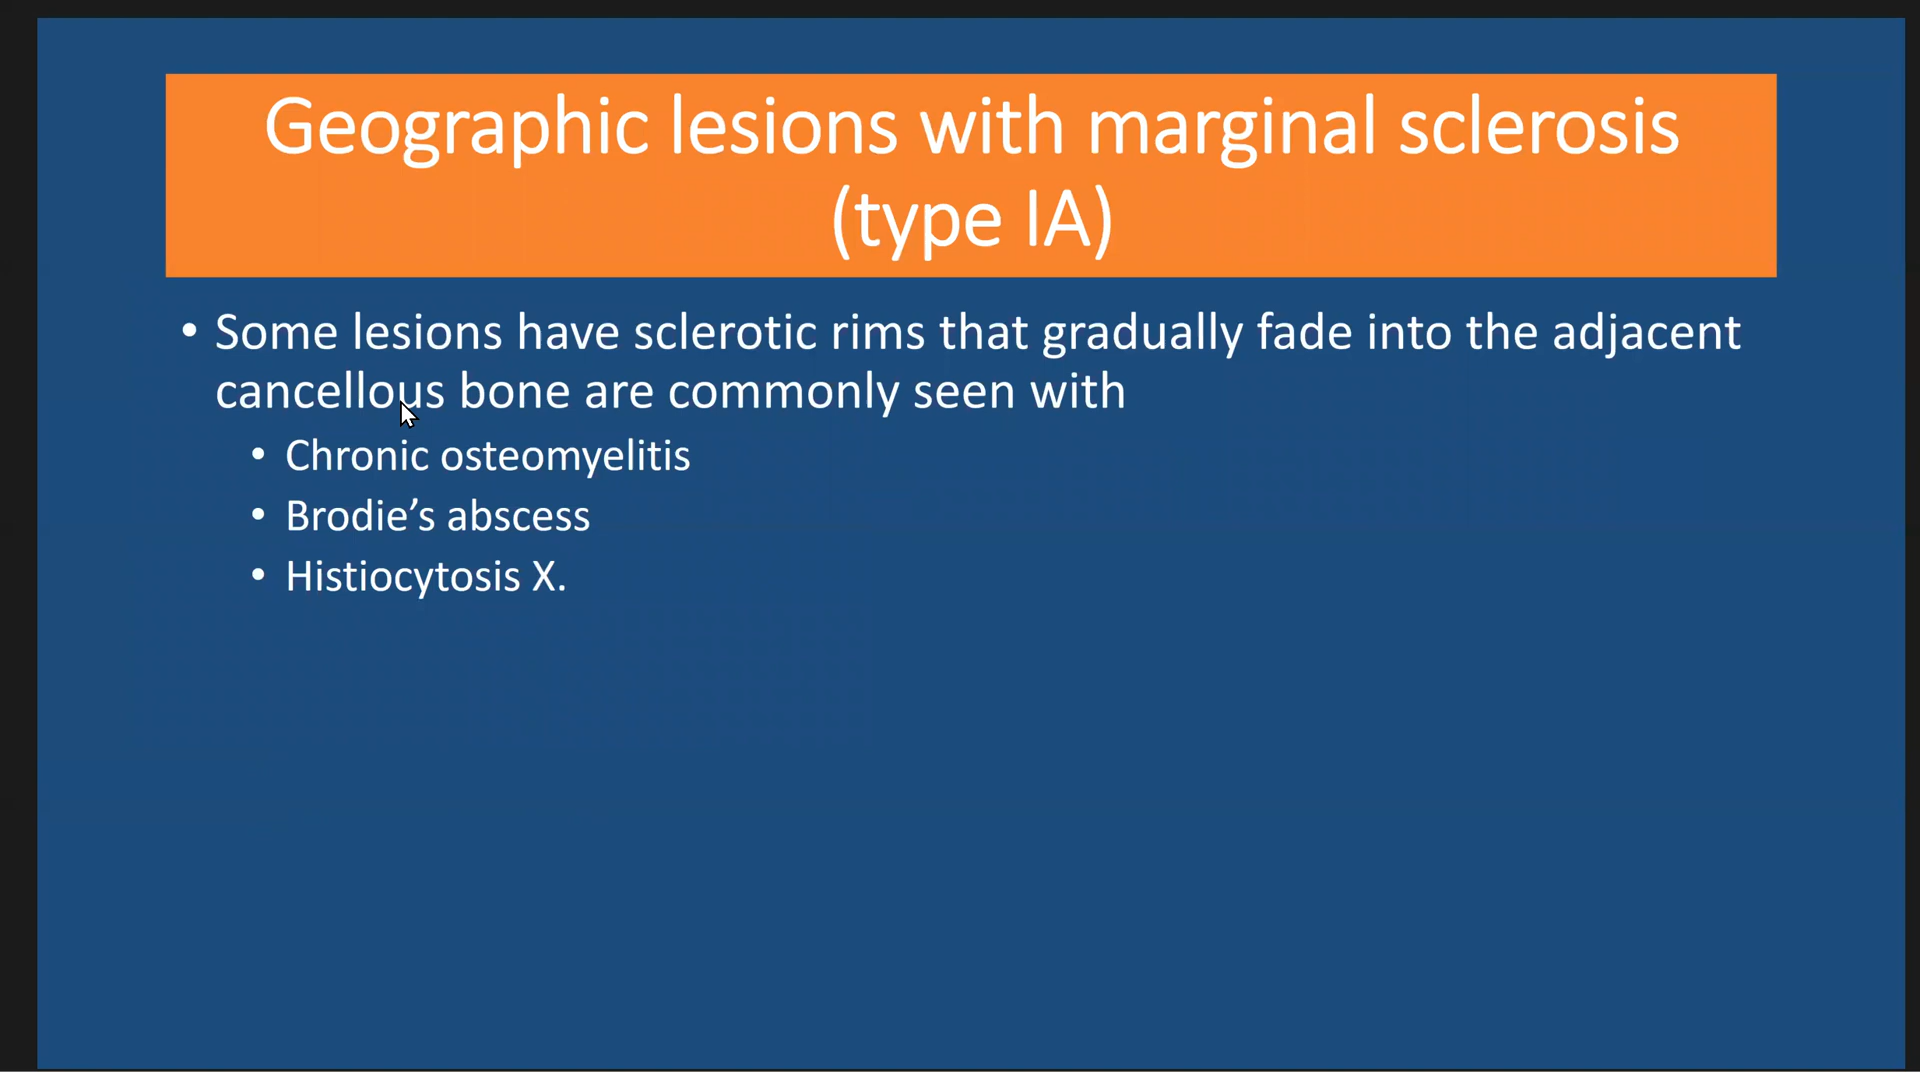 Geographic lesions with marginal sclerosis
(type IA)
• Some lesions have sclerotic rims that gradually fade into the adjacent
cancellous bone are commonly seen with
• Chronic osteomyelitis
• Brodie’s abscess
• Histiocytosis X.